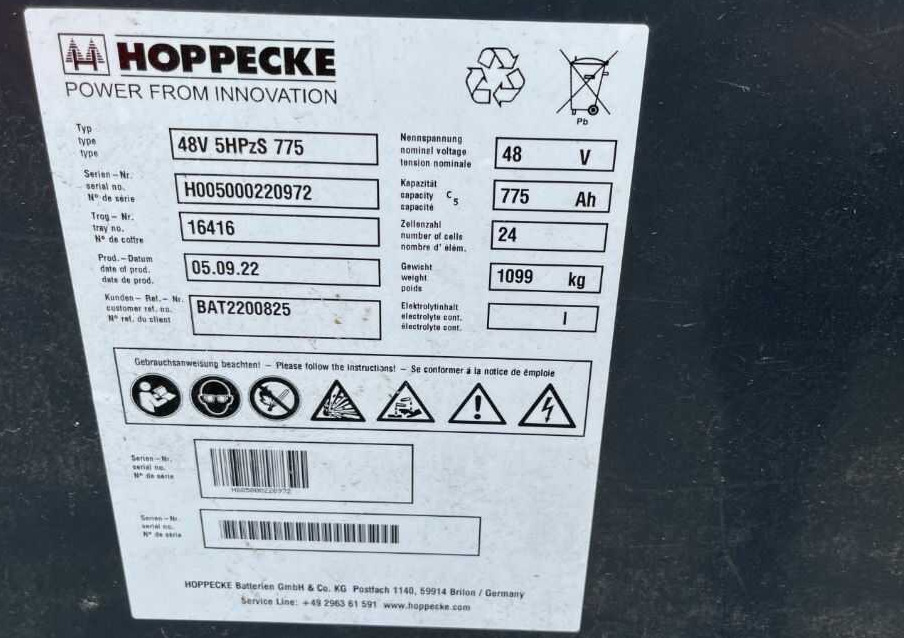 HOPPECKE
POWER FROM INNOVATION
Pb
Typ
type
type
48V 5HPzS 775
Serien-Nr.
serial no.
N° de série
H005000220972
Trog-Nr.
tray no.
N° de coffre
16416
Prod.-Datum
date of prod.
date de prod.
05.09.22
Kunden-Ref.-Nr.
customer ref. no.
N° ref. du client
BAT2200825
Nennspannung
nominel voltage
tension nominale
48 V
Kapazität
capacity C5
capacité
775 Ah
Zellenzahl
number of cells
nombre d' élém.
24
Gewicht
weight
poids
1099 kg
Elektrolytinhalt
electrolyte cont.
électrolyte cont.
l
Gebrauchsanweisung beachten! - Please follow the instructions! - Se conformer à la notice de émploie
Serien-Nr.
serial no.
N° de série
H005000220972
Serien-Nr.
serial no.
N° de série
HOPPECKE Batterien GmbH & Co. KG Postfach 1140, 59914 Brilon / Germany
Service Line: +49 2963 61 591 www.hoppecke.com